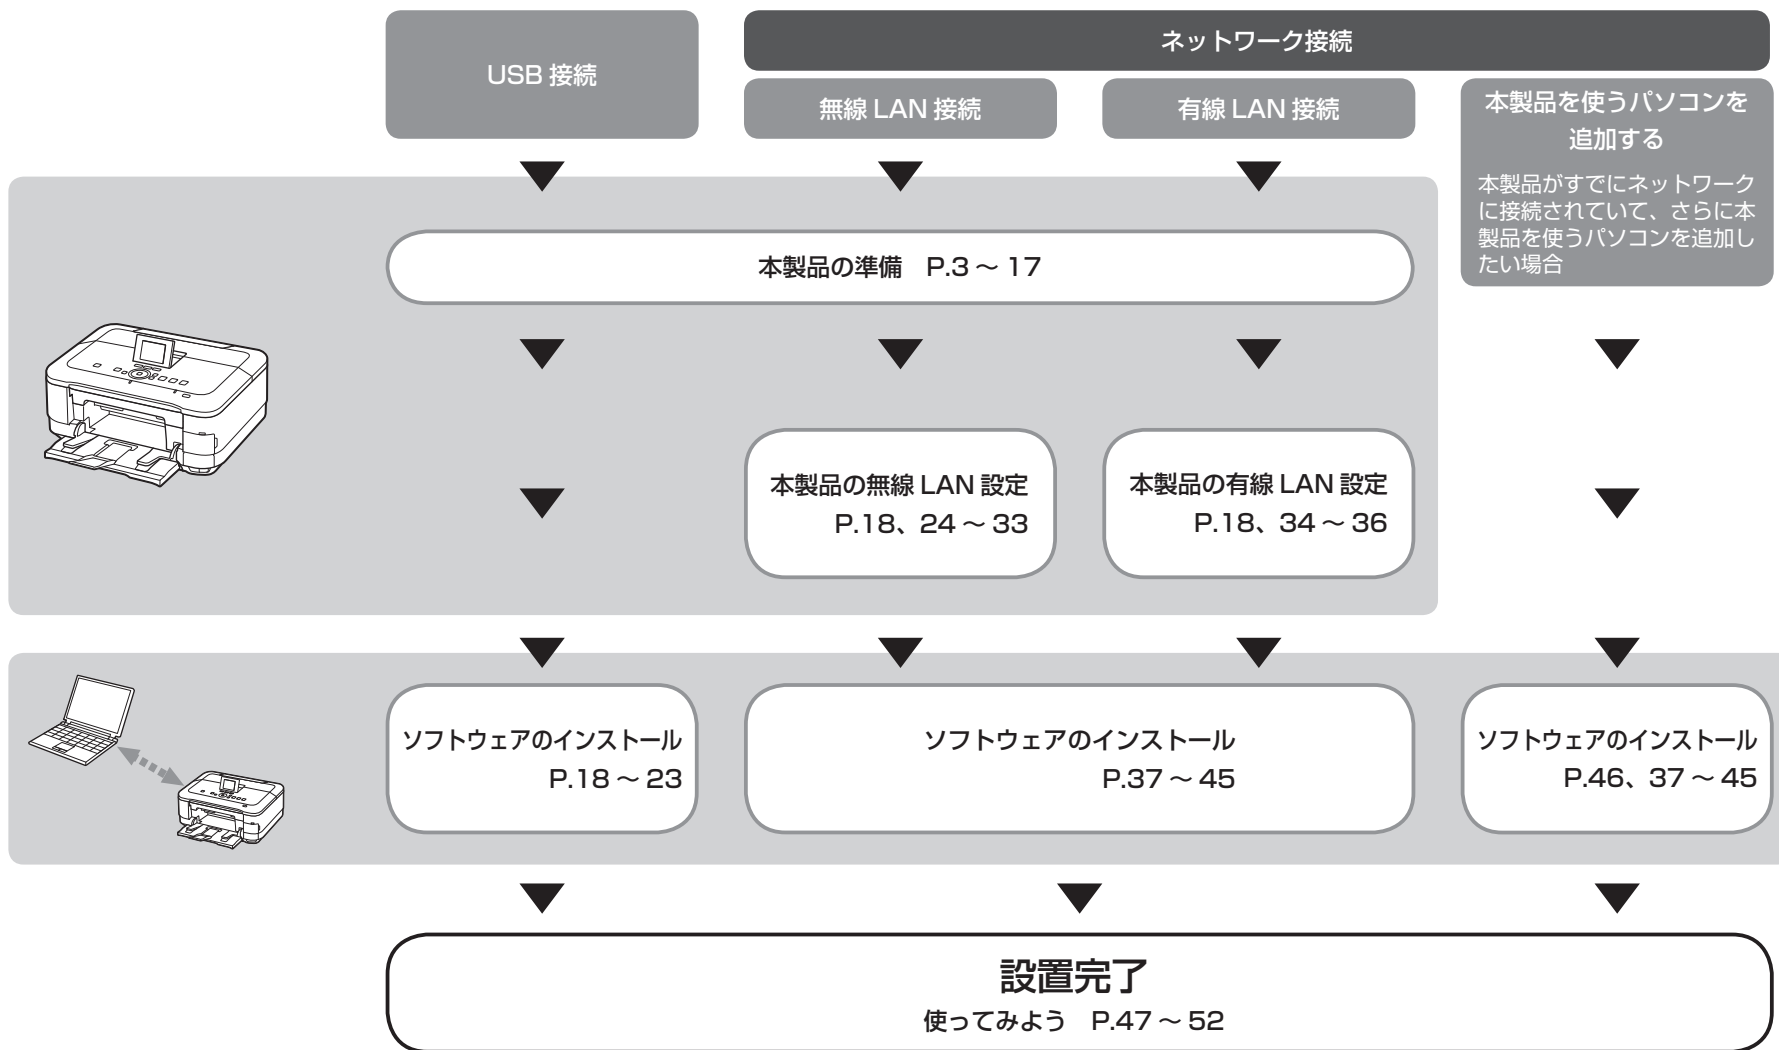 USB 接続
ネットワーク接続
無線 LAN 接続
有線 LAN 接続
本製品を使うパソコンを
追加する
本製品がすでにネットワーク
に接続されていて、さらに本
製品を使うパソコンを追加し
たい場合
本製品の準備　P.3 ～ 17
本製品の無線 LAN 設定
P.18、24 ～ 33
本製品の有線 LAN 設定
P.18、34 ～ 36
ソフトウェアのインストール
P.18 ～ 23
ソフトウェアのインストール
P.37 ～ 45
ソフトウェアのインストール
P.46、37 ～ 45
設置完了
使ってみよう　P.47 ～ 52